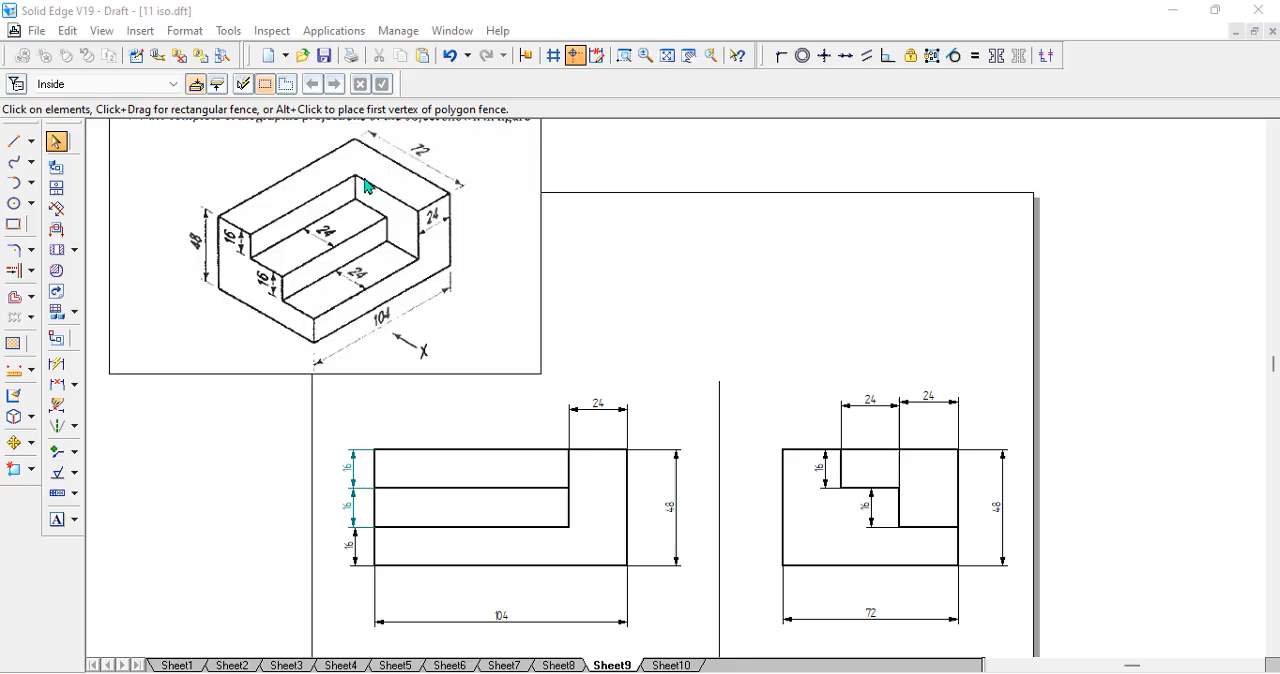 Solid Edge V19 - Draft - [11 iso.dft]
File Edit View Insert Format Tools Inspect Applications Manage Window Help
Inside
Click on elements, Click+Drag for rectangular fence, or Alt+Click to place first vertex of polygon fence.
72
24
48
16
24
16
24
104
X
24
24 24
16
16
16
16
16
48
48
104
72
A
Sheet1 Sheet2 Sheet3 Sheet4 Sheet5 Sheet6 Sheet7 Sheet8 Sheet9 Sheet10